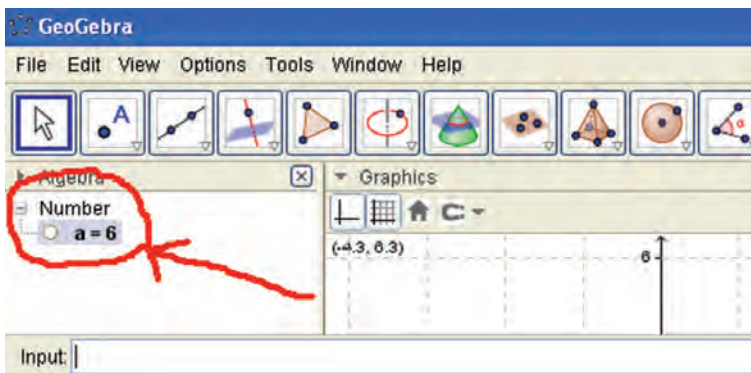 GeoGebra
File Edit View Options Tools Window Help
A
α
Algebra
Graphics
Number
a = 6
(-4.3, 6.3)
6
Input: